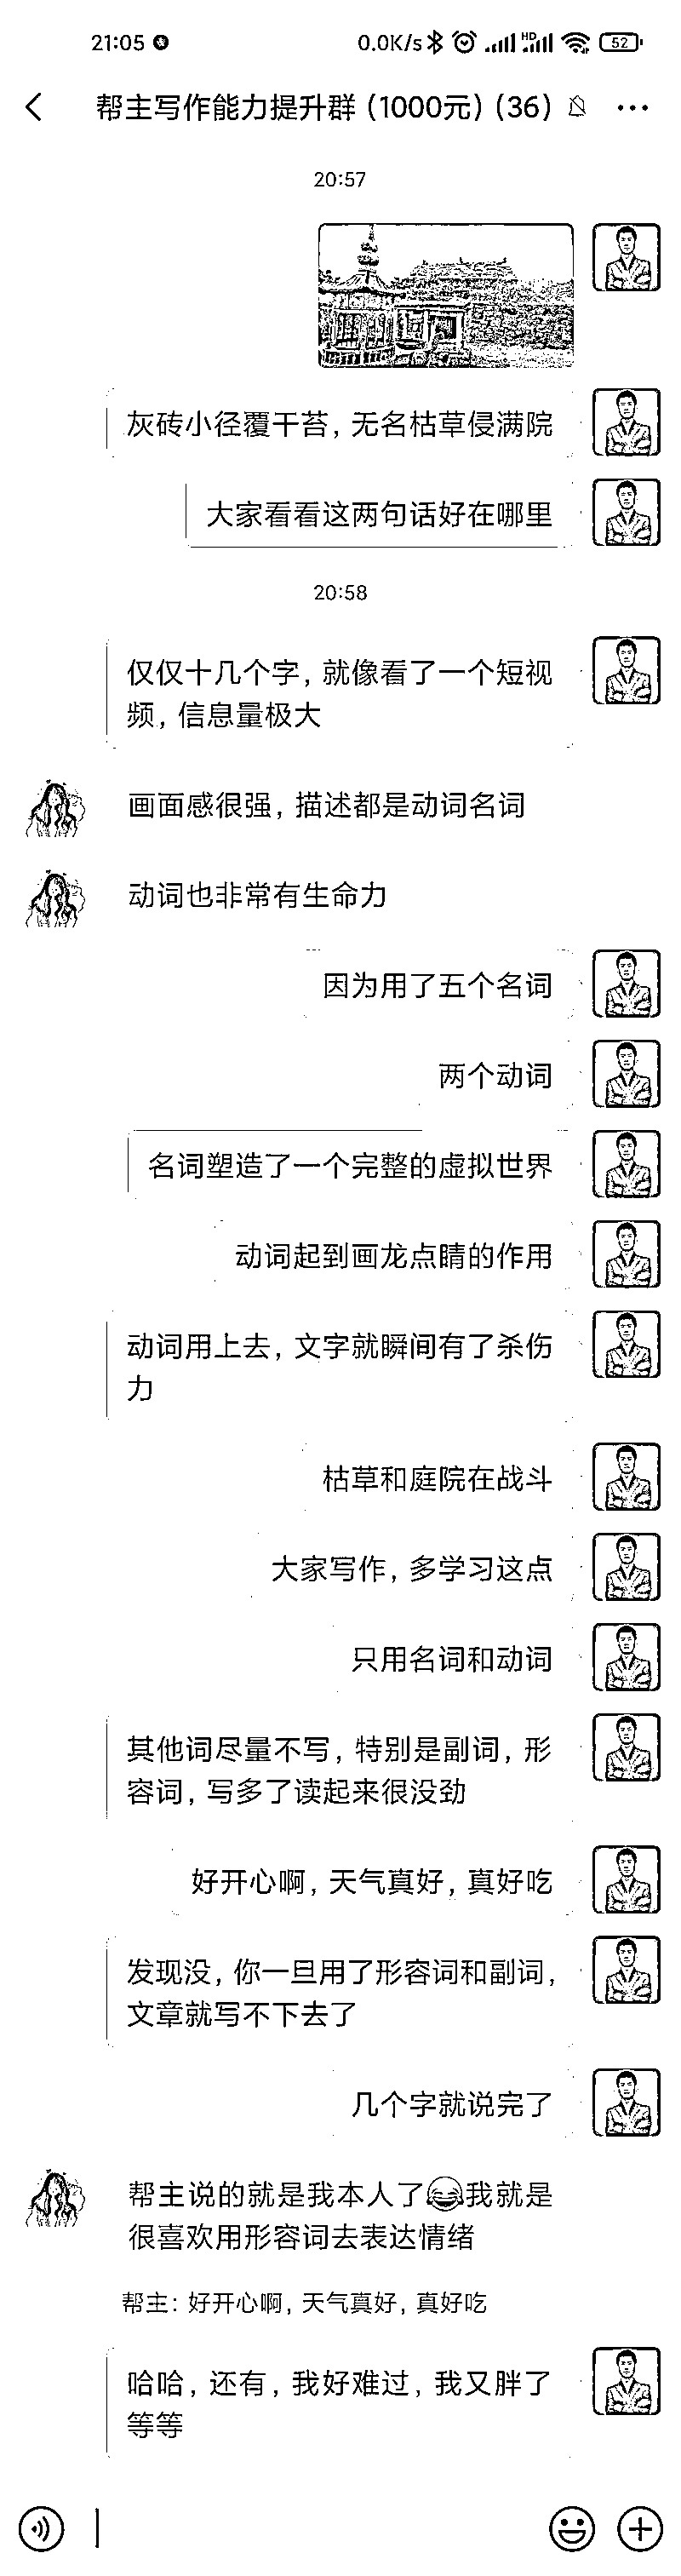 21:05
0.0K/s HD 52
帮主写作能力提升群（1000元）(36)
20:57
灰砖小径覆干苔，无名枯草侵满院
大家看看这两句话好在哪里
20:58
仅仅十几个字，就像看了一个短视
频，信息量极大
画面感很强，描述都是动词名词
动词也非常有生命力
因为用了五个名词
两个动词
名词塑造了一个完整的虚拟世界
动词起到画龙点睛的作用
动词用上去，文字就瞬间有了杀伤
力
枯草和庭院在战斗
大家写作，多学习这点
只用名词和动词
其他词尽量不写，特别是副词，形
容词，写多了读起来很没劲
好开心啊，天气真好，真好吃
发现没，你一旦用了形容词和副词，
文章就写不下去了
几个字就说完了
帮主说的就是我本人了😂我就是
很喜欢用形容词去表达情绪
帮主：好开心啊，天气真好，真好吃
哈哈，还有，我好难过，我又胖了
等等